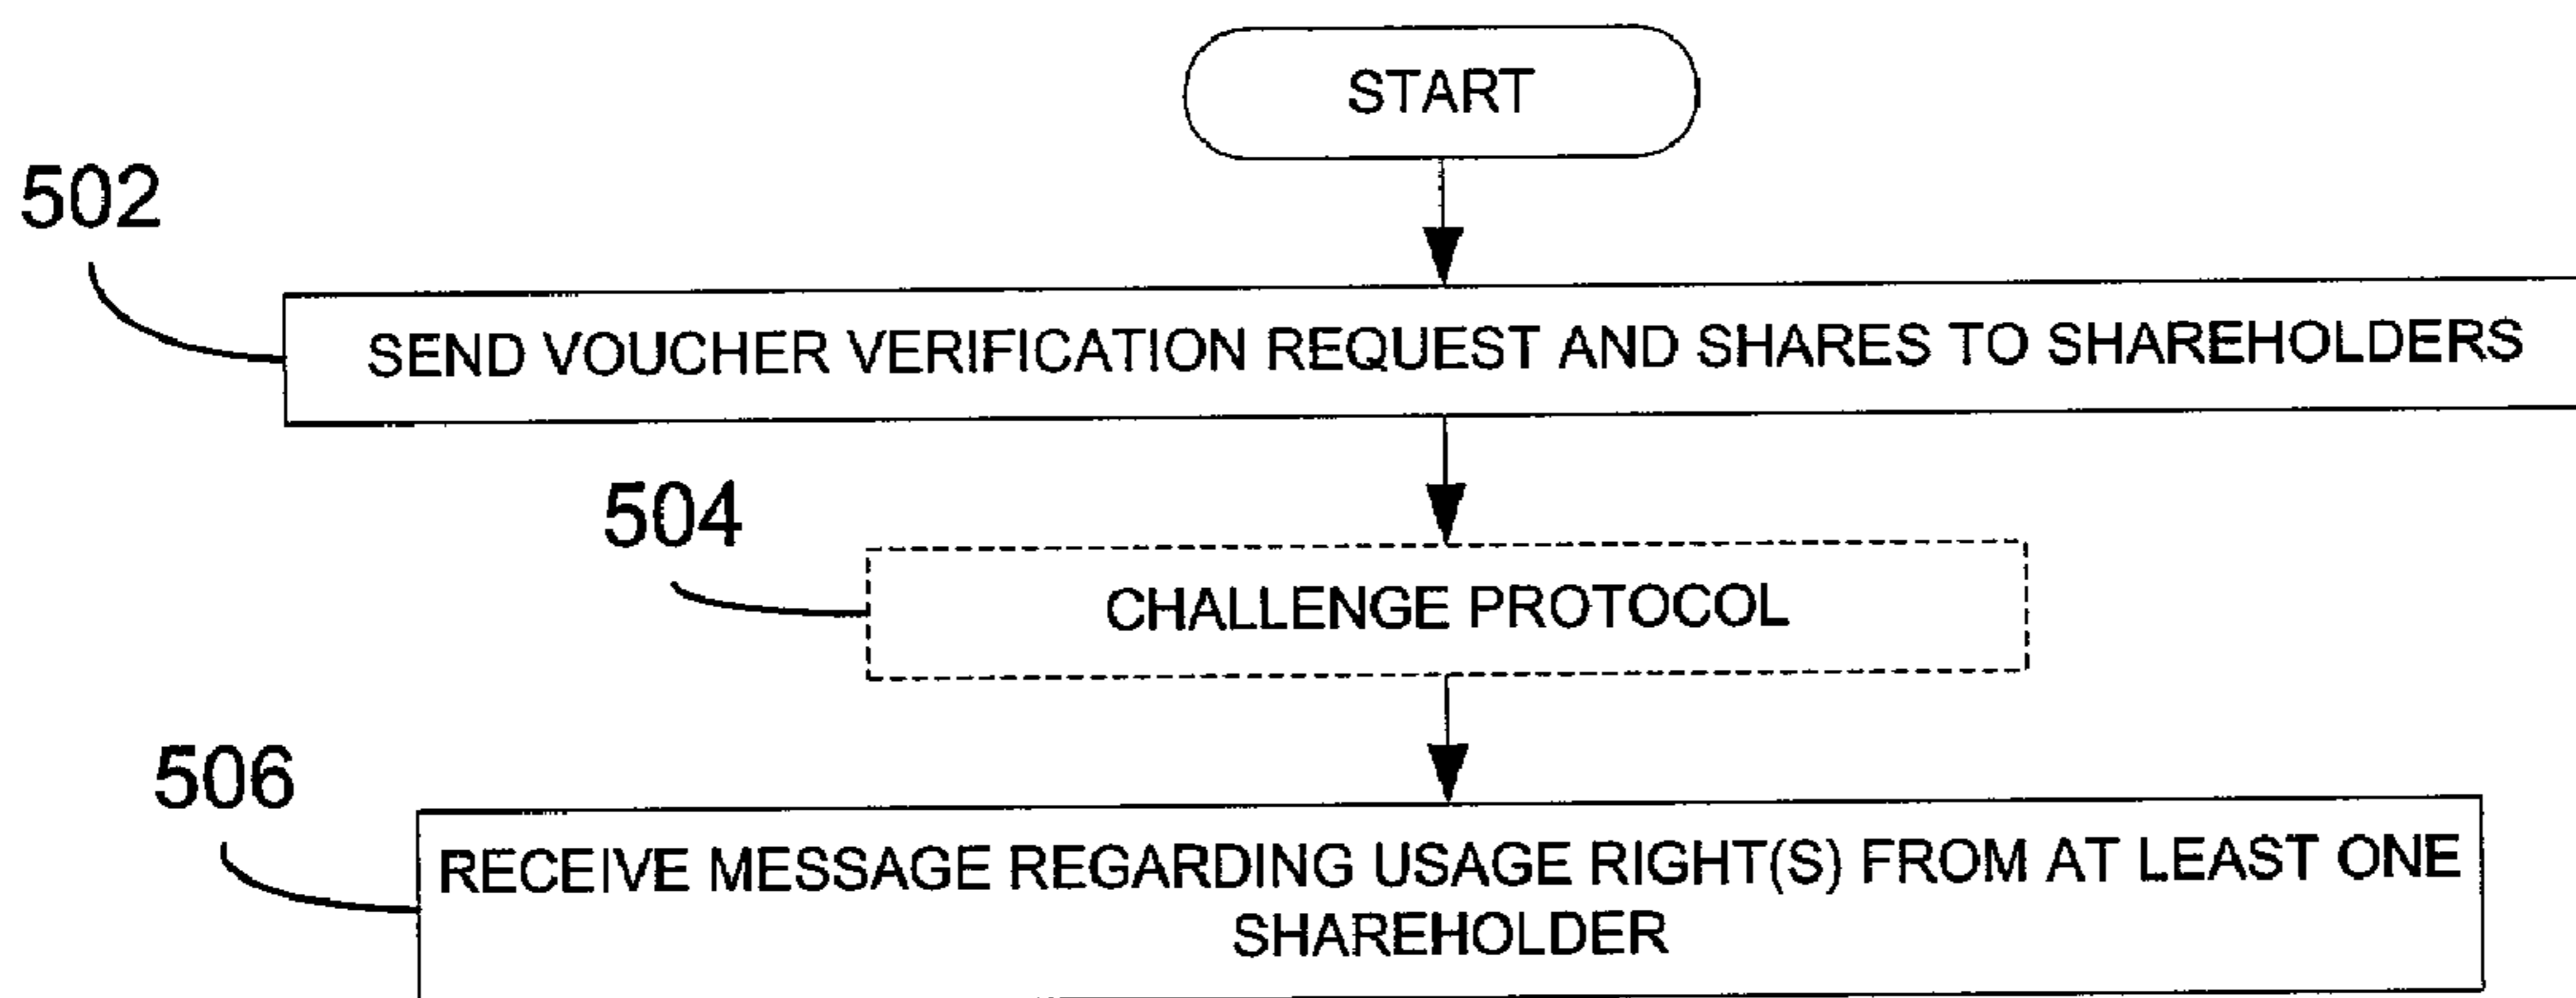 START
502
SEND VOUCHER VERIFICATION REQUEST AND SHARES TO SHAREHOLDERS
504
CHALLENGE PROTOCOL
506
RECEIVE MESSAGE REGARDING USAGE RIGHT(S) FROM AT LEAST ONE
SHAREHOLDER